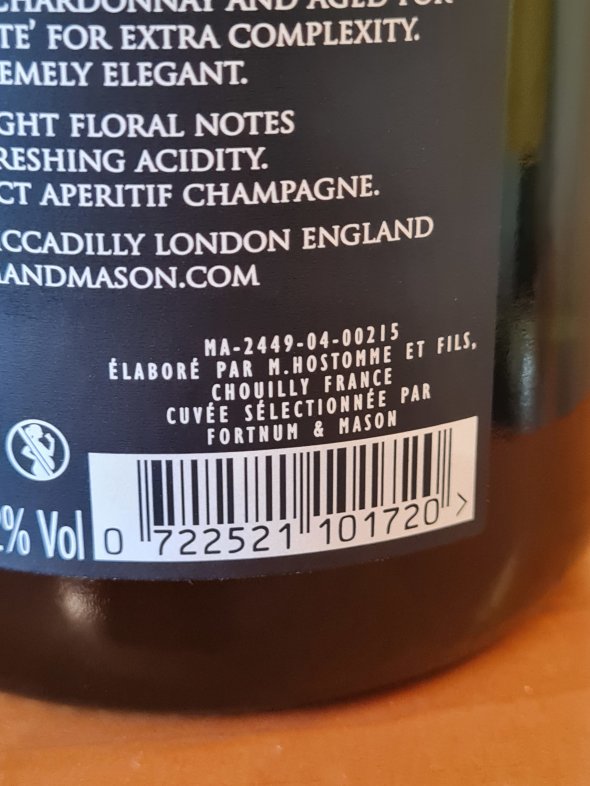 CHARDONNAY AND AGED FOR
TE' FOR EXTRA COMPLEXITY.
EMELY ELEGANT.
GHT FLORAL NOTES
RESHING ACIDITY.
CT APERITIF CHAMPAGNE.
ICCADILLY LONDON ENGLAND
MANDMASON.COM
MA-2449-04-00215
ÉLABORÉ PAR M.HOSTOMME ET FILS,
CHOUILLY FRANCE
CUVÉE SÉLECTIONNÉE PAR
FORTNUM & MASON
% Vol
0 722521 101720 >